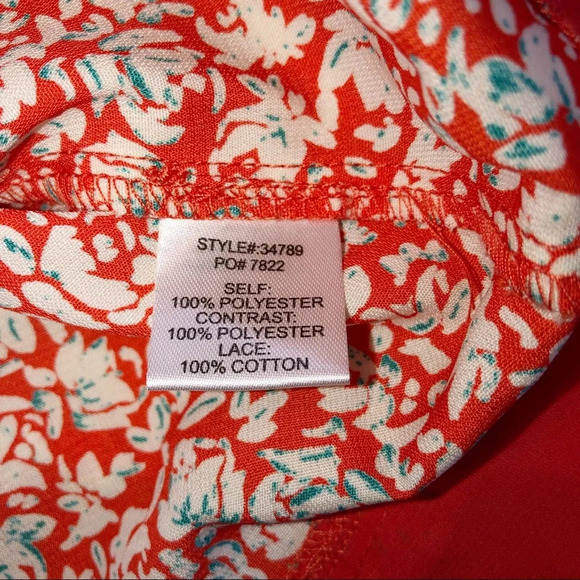 STYLE#:34789
PO# 7822
SELF:
100% POLYESTER
CONTRAST:
100% POLYESTER
LACE:
100% COTTON